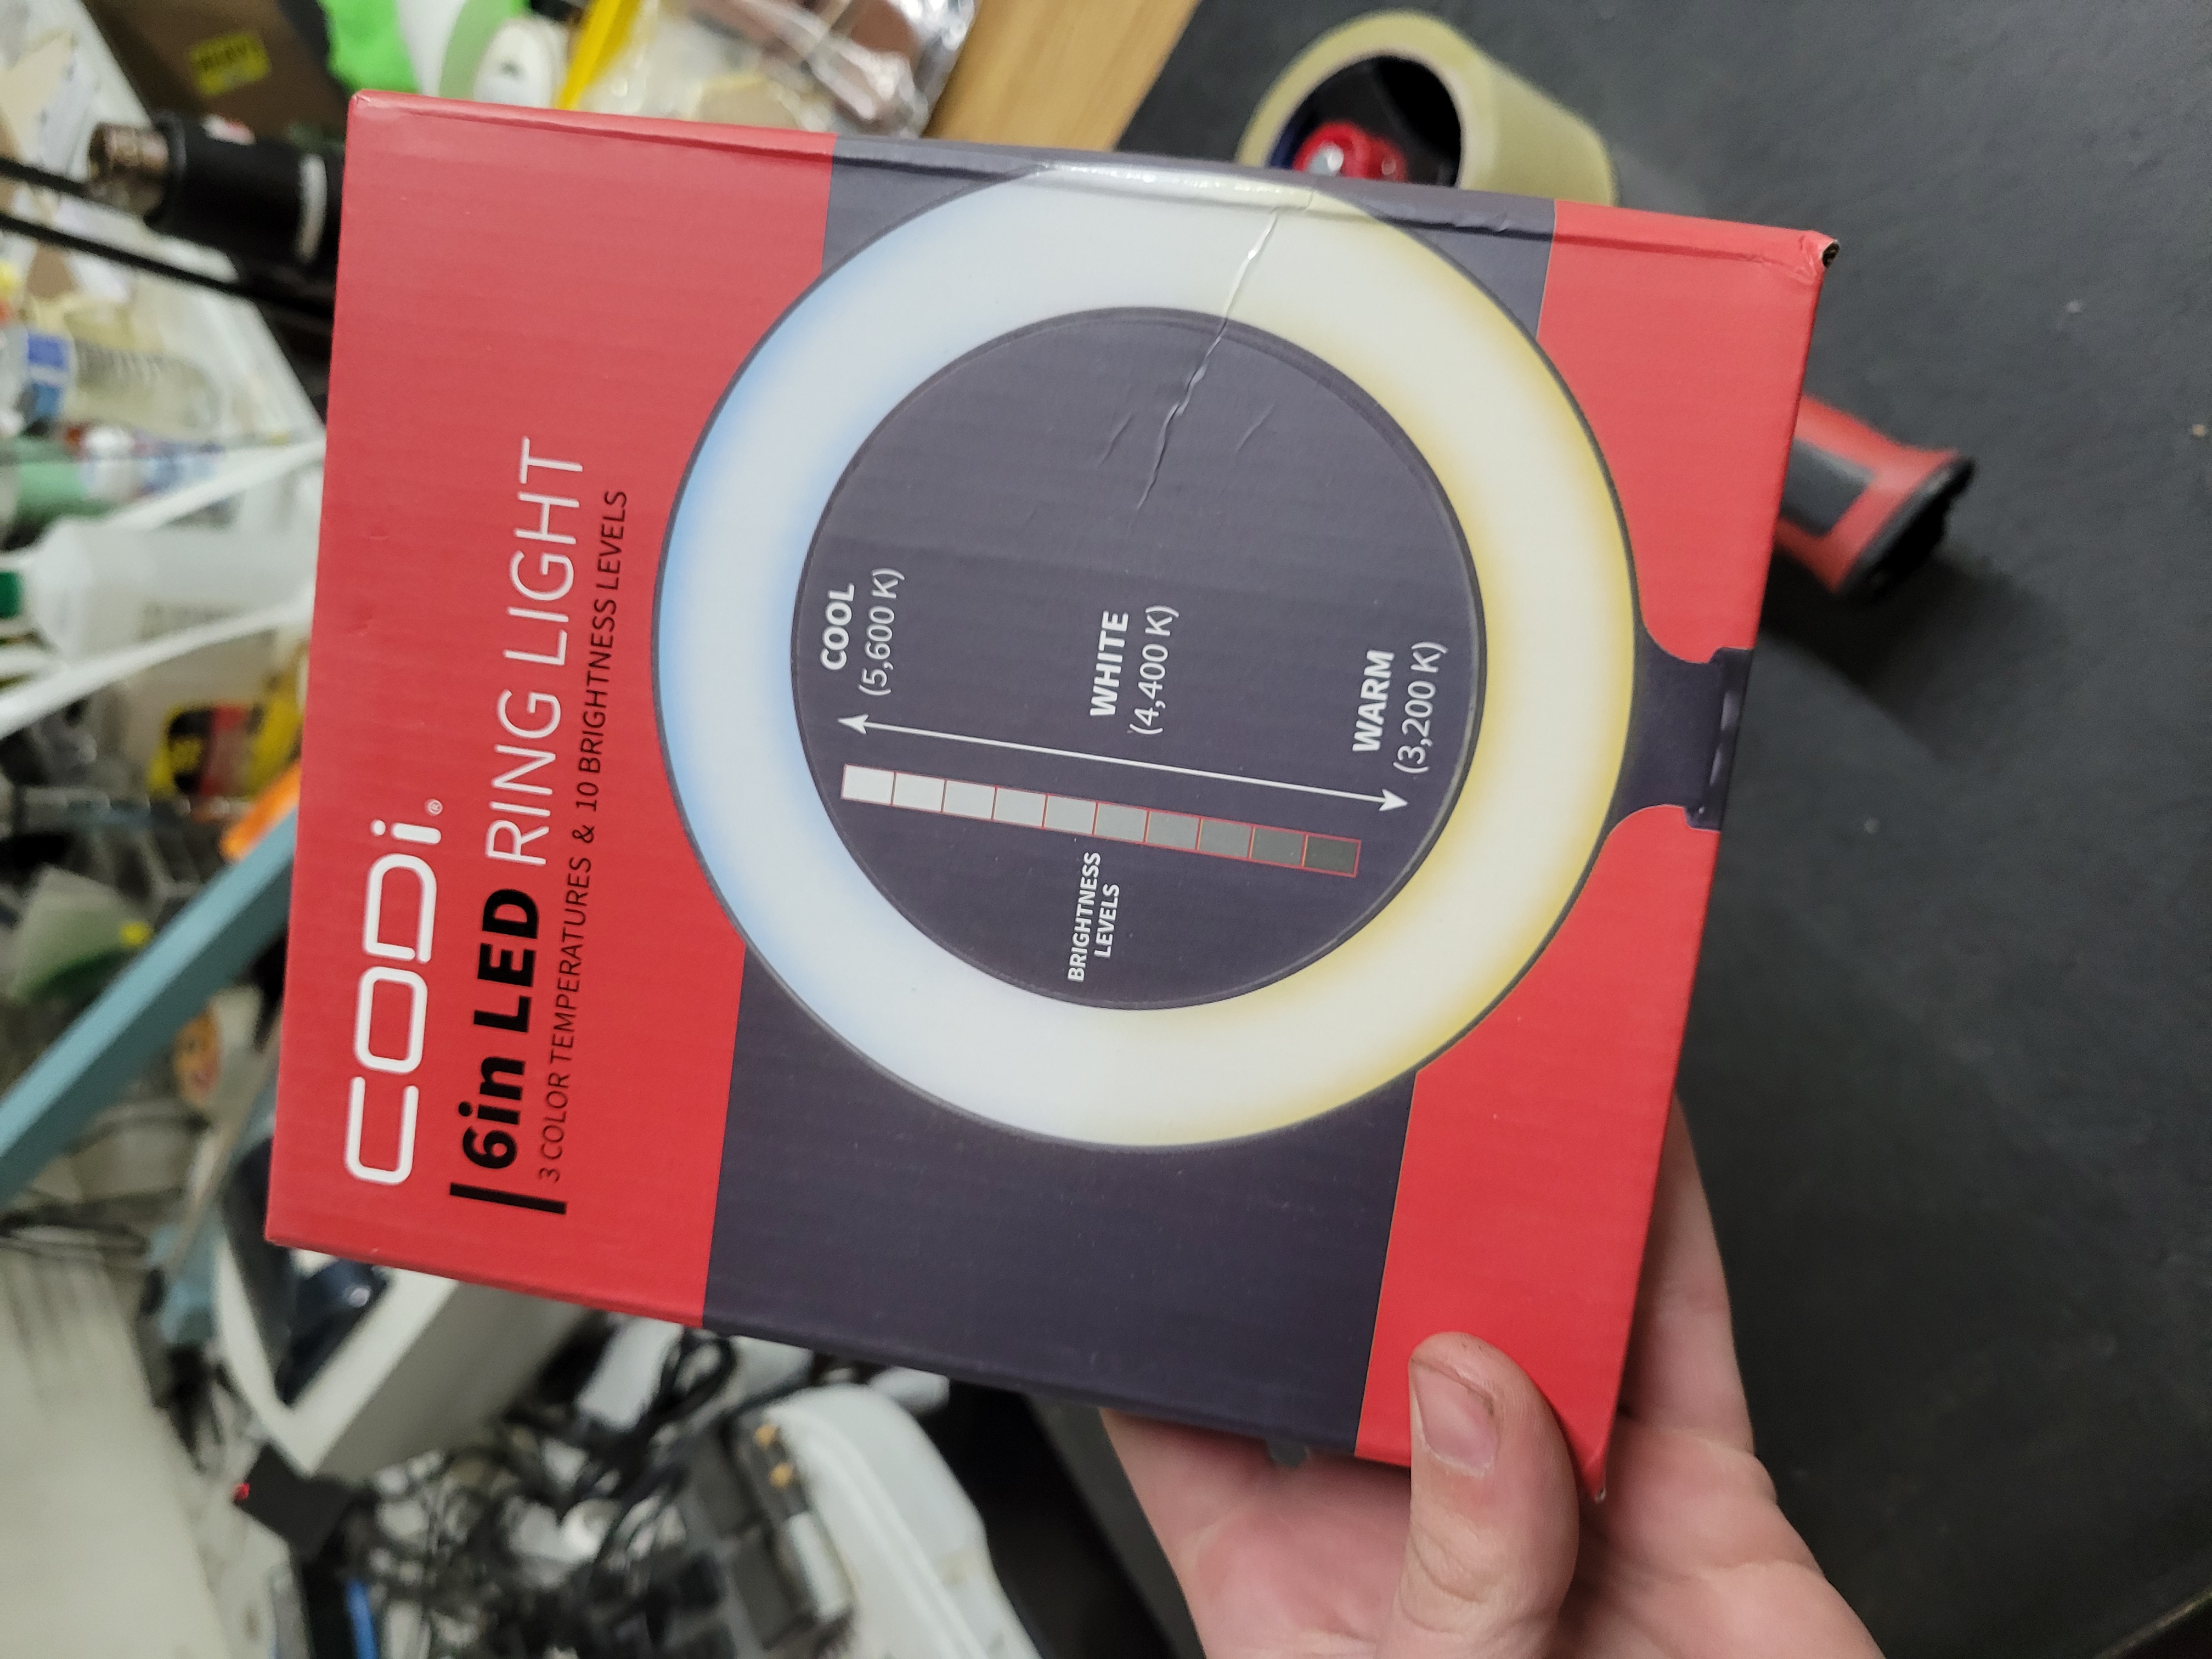 CODi®
6in LED RING LIGHT
3 COLOR TEMPERATURES & 10 BRIGHTNESS LEVELS
COOL
(5,600 K)
WHITE
(4,400 K)
WARM
(3,200 K)
BRIGHTNESS
LEVELS